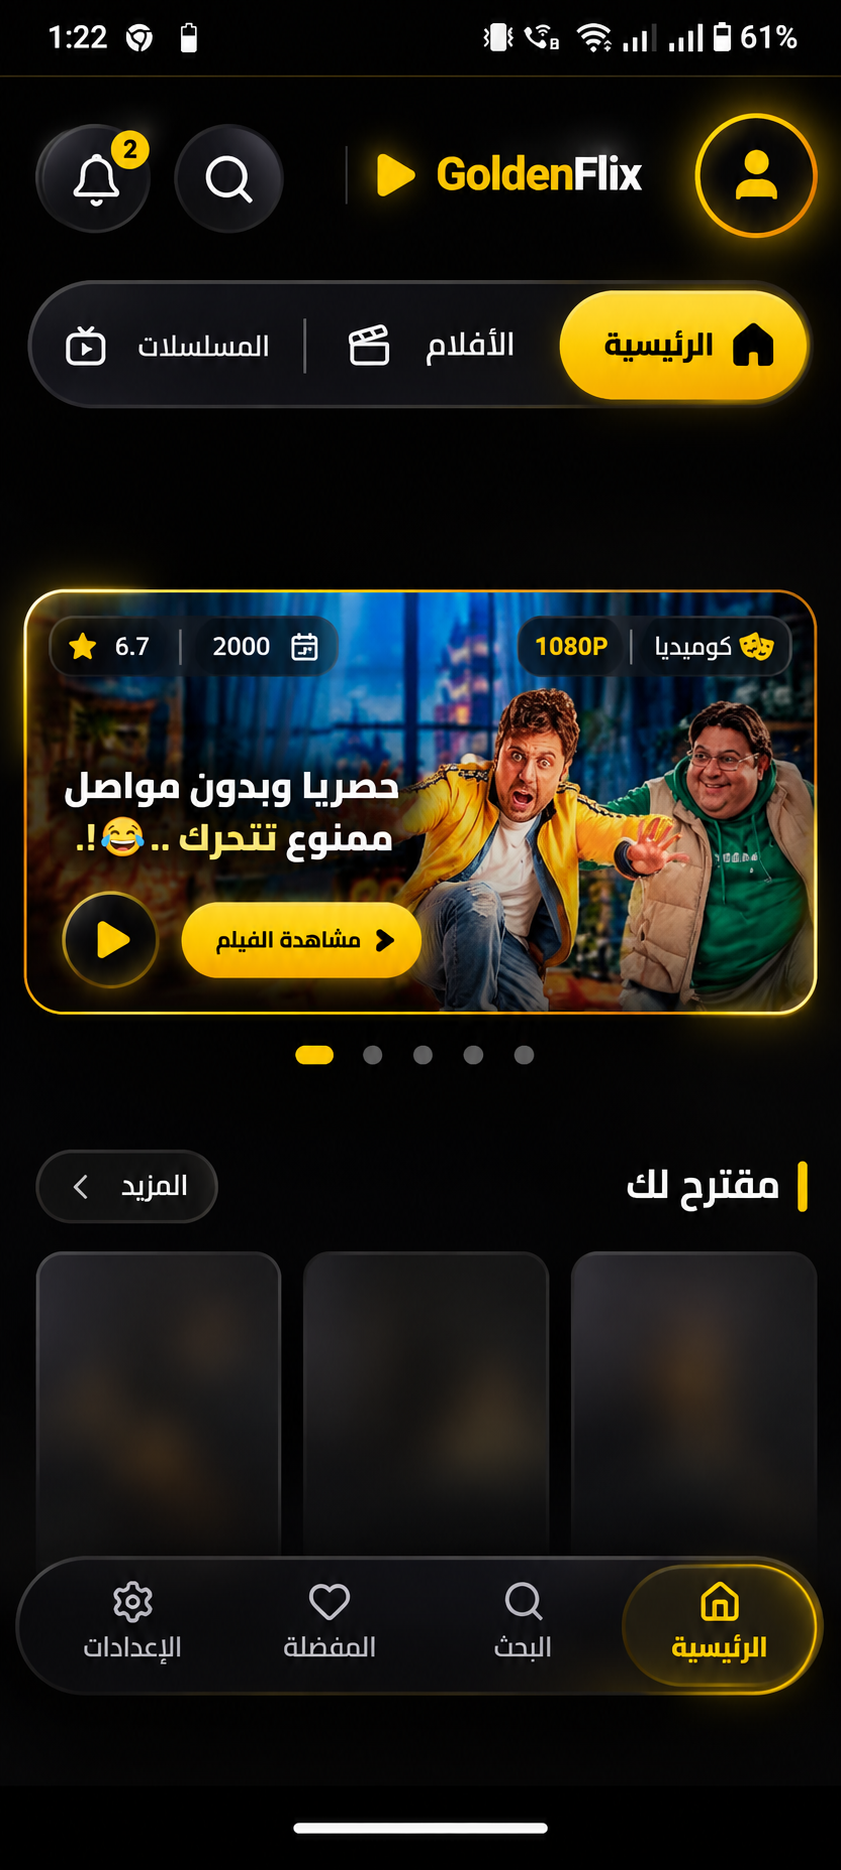 1:22
61%
2
GoldenFlix
الرئيسية
الأفلام
المسلسلات
كوميديا
1080P
2000
6.7
حصريا وبدون مواصل
ممنوع تتحرك .. 😂!.
مشاهدة الفيلم
مقترح لك
المزيد
الرئيسية
البحث
المفضلة
الإعدادات